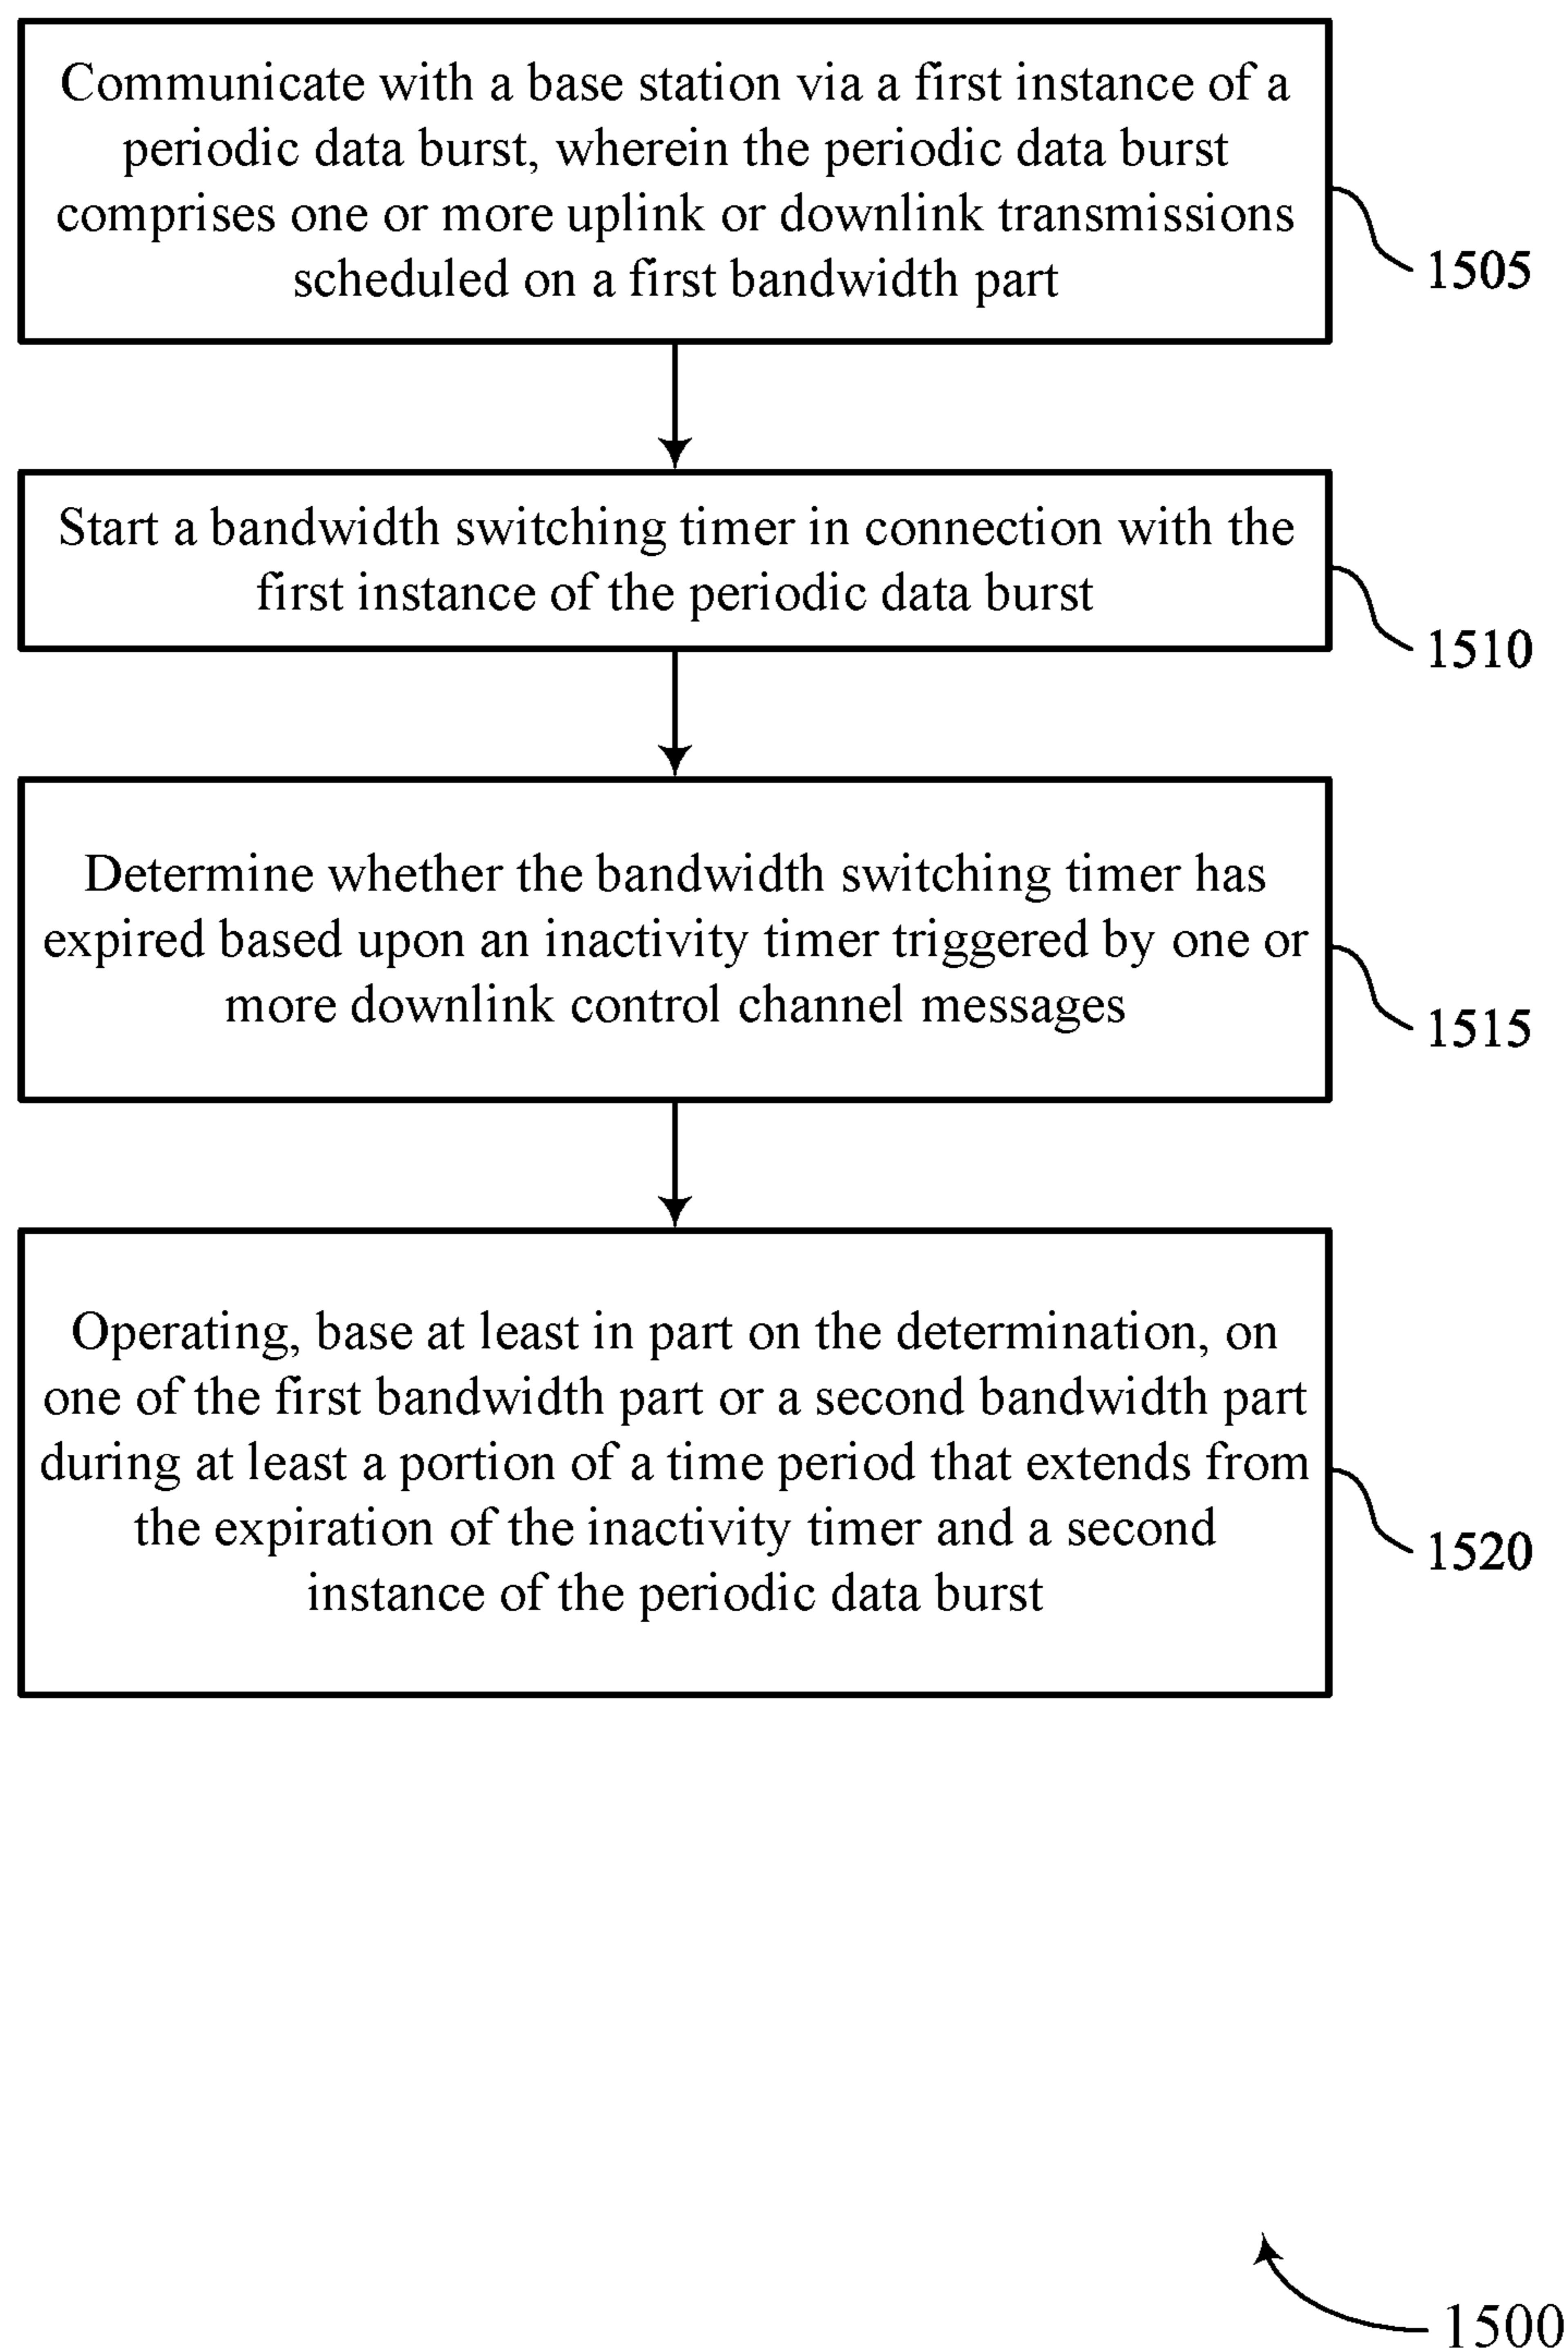 Communicate with a base station via a first instance of a
periodic data burst, wherein the periodic data burst
comprises one or more uplink or downlink transmissions
scheduled on a first bandwidth part
1505
Start a bandwidth switching timer in connection with the
first instance of the periodic data burst
1510
Determine whether the bandwidth switching timer has
expired based upon an inactivity timer triggered by one or
more downlink control channel messages
1515
Operating, base at least in part on the determination, on
one of the first bandwidth part or a second bandwidth part
during at least a portion of a time period that extends from
the expiration of the inactivity timer and a second
instance of the periodic data burst
1520
1500